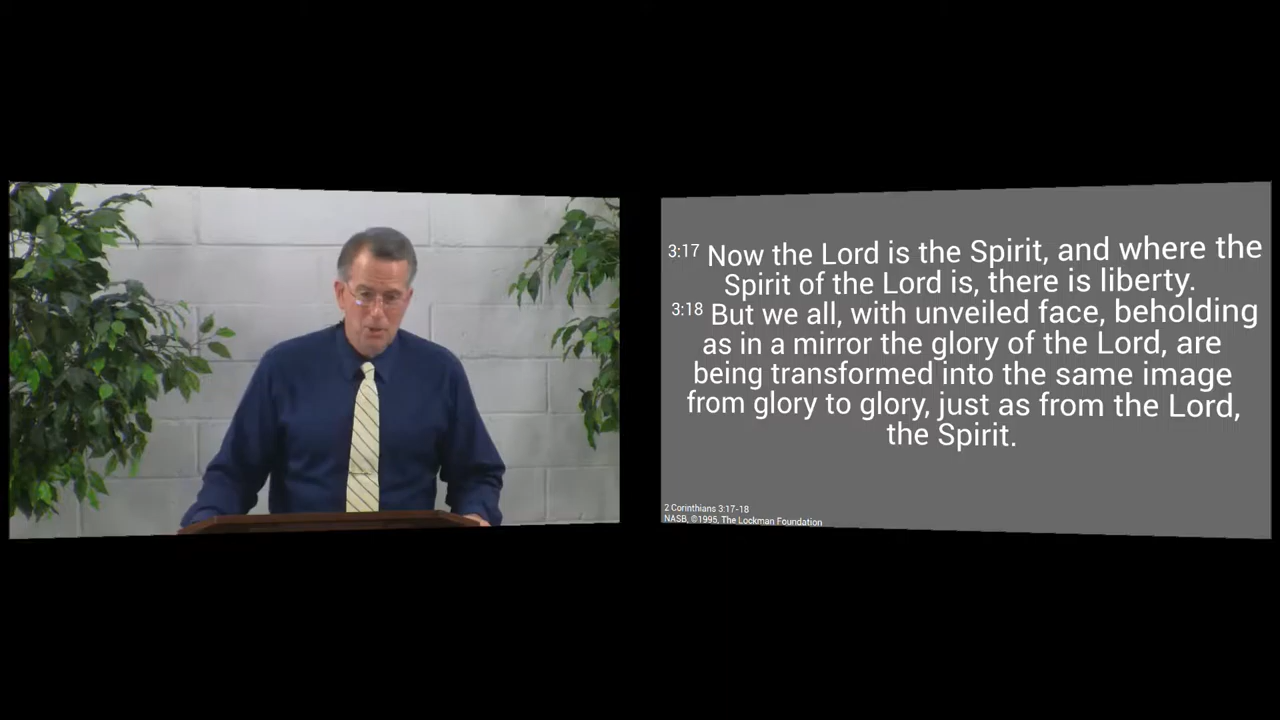 3:17 Now the Lord is the Spirit, and where the
Spirit of the Lord is, there is liberty.
3:18 But we all, with unveiled face, beholding
as in a mirror the glory of the Lord, are
being transformed into the same image
from glory to glory, just as from the Lord,
the Spirit.
2 Corinthians 3:17-18
NASB, ©1995, The Lockman Foundation